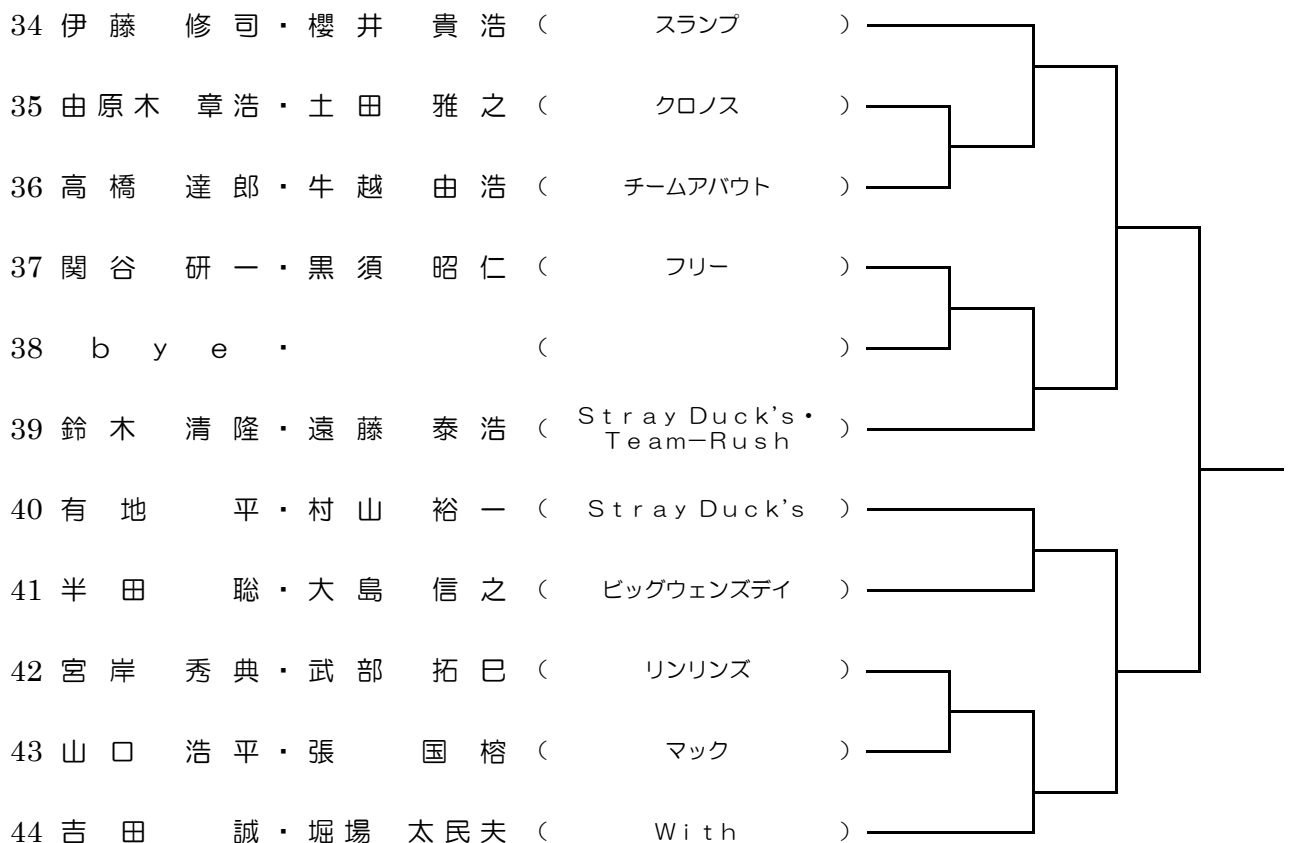 34 伊藤 修司・櫻井 貴浩 ( スランプ )
35 由原木 章浩・土田 雅之 ( クロノス )
36 高橋 達郎・牛越 由浩 ( チームアバウト )
37 関谷 研一・黒須 昭仁 ( フリー )
38 bye・ ( )
39 鈴木 清隆・遠藤 泰浩 ( Stray Duck's・Team-Rush )
40 有地 平・村山 裕一 ( Stray Duck's )
41 半田 聡・大島 信之 ( ビッグウェンズデイ )
42 宮岸 秀典・武部 拓巳 ( リンリンズ )
43 山口 浩平・張 国榕 ( マック )
44 吉田 誠・堀場 太民夫 ( With )